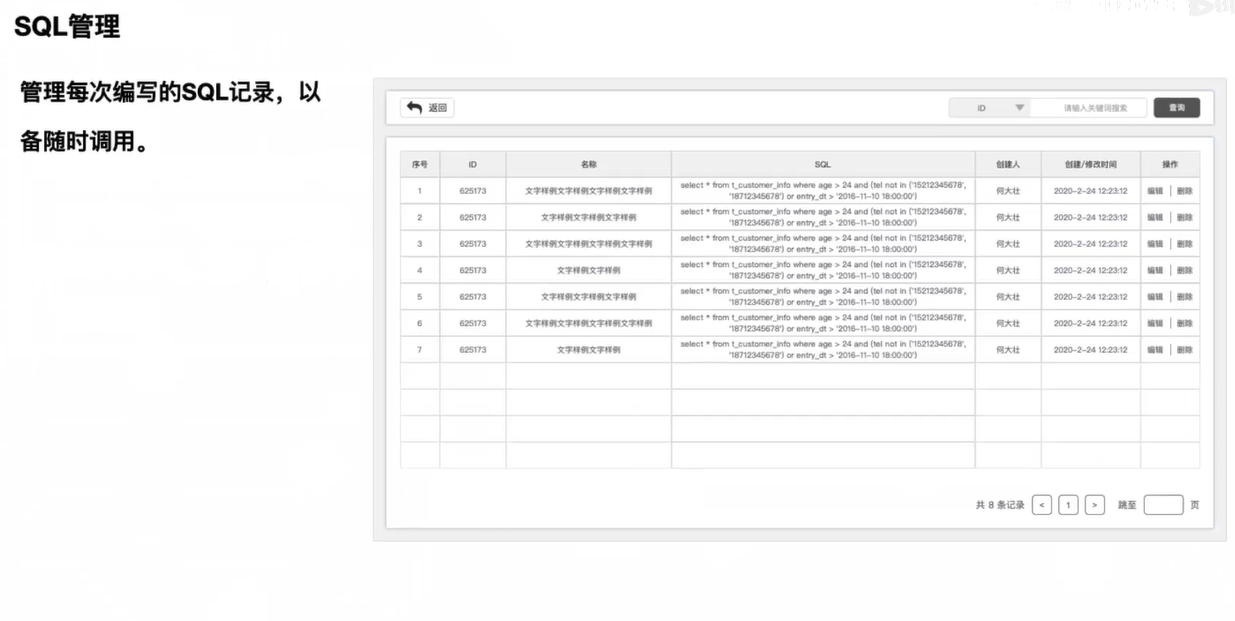 SQL管理
管理每次编写的SQL记录，以
备随时调用。
返回 ID 请输入关键词搜索 查询
序号 ID 名称 SQL 创建人 创建/修改时间 操作
1 625173 文字样例文字样例文字样例文字样例 select * from t_customer_info where age > 24 and (tel not in ('15212345678', 何大壮 2020-2-24 12:23:12 编辑 | 删除
'18712345678') or entry_dt > '2016-11-10 18:00:00')
2 625173 文字样例文字样例文字样例 select * from t_customer_info where age > 24 and (tel not in ('15212345678', 何大壮 2020-2-24 12:23:12 编辑 | 删除
'18712345678') or entry_dt > '2016-11-10 18:00:00')
3 625173 文字样例文字样例文字样例文字样例 select * from t_customer_info where age > 24 and (tel not in ('15212345678', 何大壮 2020-2-24 12:23:12 编辑 | 删除
'18712345678') or entry_dt > '2016-11-10 18:00:00')
4 625173 文字样例文字样例 select * from t_customer_info where age > 24 and (tel not in ('15212345678', 何大壮 2020-2-24 12:23:12 编辑 | 删除
'18712345678') or entry_dt > '2016-11-10 18:00:00')
5 625173 文字样例文字样例文字样例 select * from t_customer_info where age > 24 and (tel not in ('15212345678', 何大壮 2020-2-24 12:23:12 编辑 | 删除
'18712345678') or entry_dt > '2016-11-10 18:00:00')
6 625173 文字样例文字样例文字样例文字样例 select * from t_customer_info where age > 24 and (tel not in ('15212345678', 何大壮 2020-2-24 12:23:12 编辑 | 删除
'18712345678') or entry_dt > '2016-11-10 18:00:00')
7 625173 文字样例文字样例 select * from t_customer_info where age > 24 and (tel not in ('15212345678', 何大壮 2020-2-24 12:23:12 编辑 | 删除
'18712345678') or entry_dt > '2016-11-10 18:00:00')
共 8 条记录 < 1 > 跳至 页